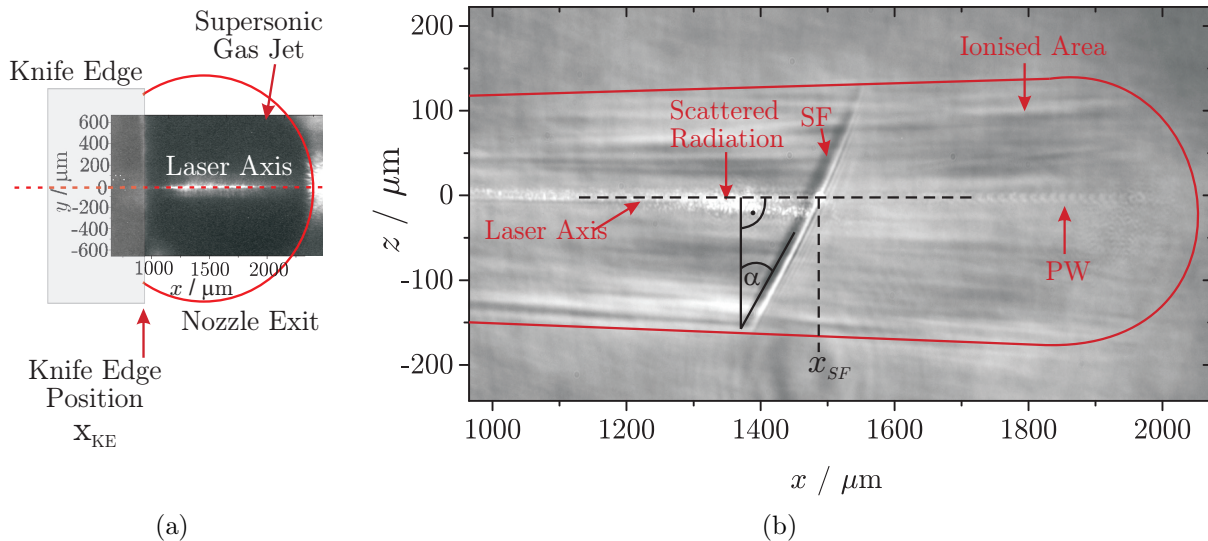 Supersonic
Gas Jet
Knife Edge
600
400
200
0
-200
-400
-600
y / µm
Laser Axis
1000
1500
2000
x / µm
Nozzle Exit
Knife Edge
Position
X_KE
(a)
200
100
0
-100
-200
z / µm
Ionised Area
Scattered
Radiation
SF
Laser Axis
PW
α
x_SF
1000
1200
1400
1600
1800
2000
x / µm
(b)